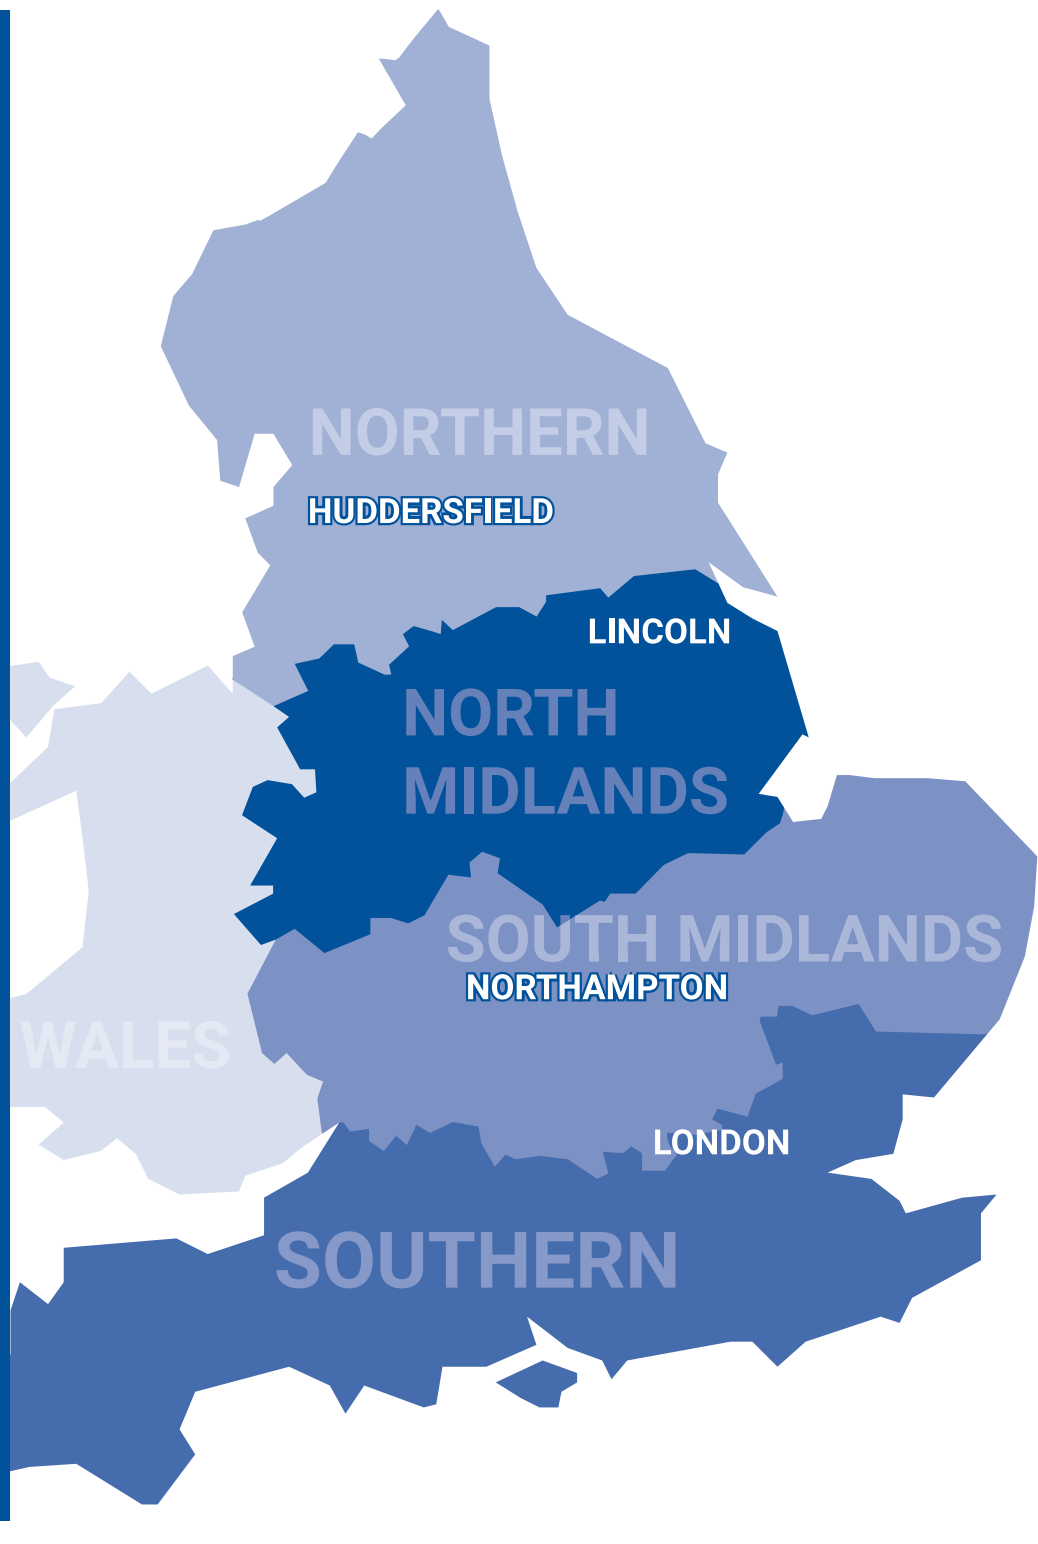 NORTHERN
HUDDERSFIELD
LINCOLN
NORTH
MIDLANDS
SOUTH MIDLANDS
NORTHAMPTON
WALES
LONDON
SOUTHERN